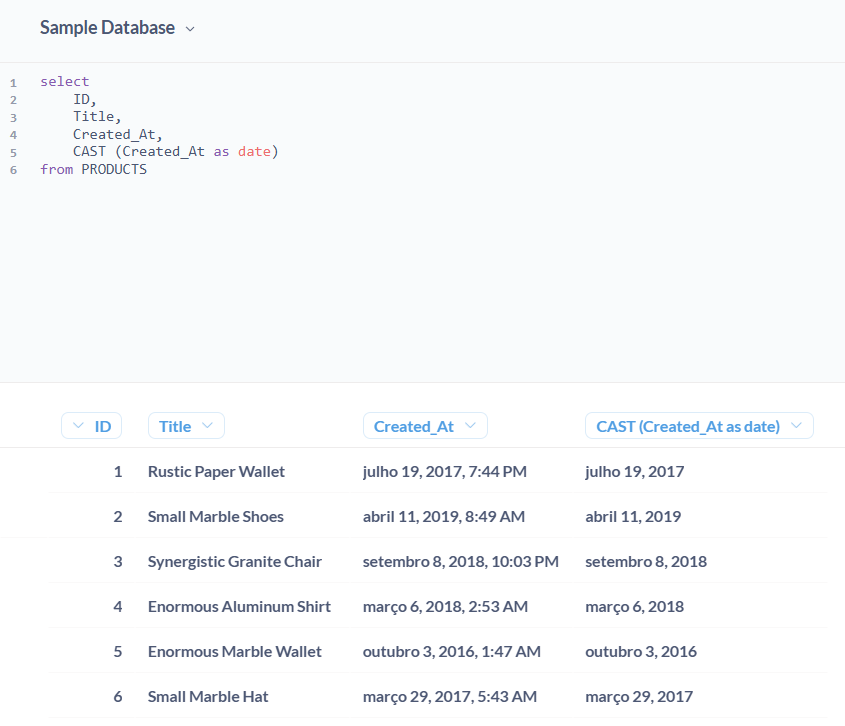 Sample Database
1 select
2 ID,
3 Title,
4 Created_At,
5 CAST (Created_At as date)
6 from PRODUCTS
ID Title Created_At CAST (Created_At as date)
1 Rustic Paper Wallet julho 19, 2017, 7:44 PM julho 19, 2017
2 Small Marble Shoes abril 11, 2019, 8:49 AM abril 11, 2019
3 Synergistic Granite Chair setembro 8, 2018, 10:03 PM setembro 8, 2018
4 Enormous Aluminum Shirt março 6, 2018, 2:53 AM março 6, 2018
5 Enormous Marble Wallet outubro 3, 2016, 1:47 AM outubro 3, 2016
6 Small Marble Hat março 29, 2017, 5:43 AM março 29, 2017